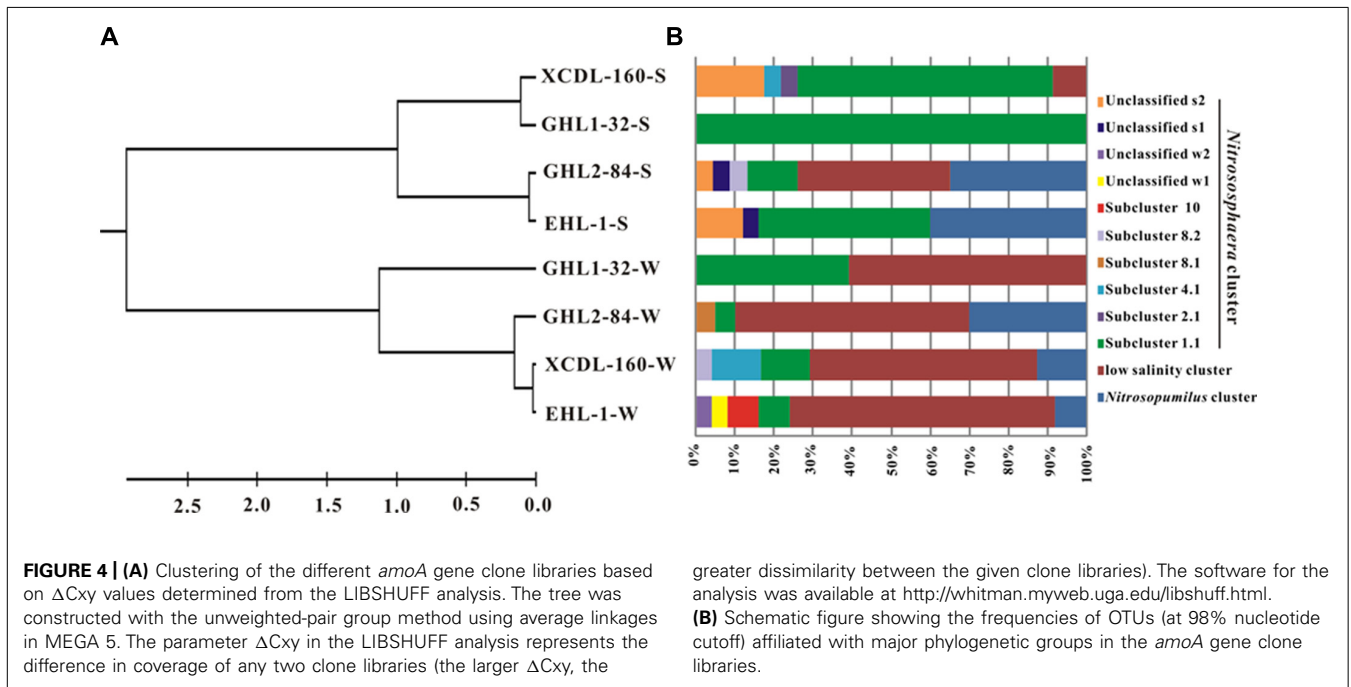 A
B
XCDL-160-S
GHL1-32-S
GHL2-84-S
EHL-1-S
GHL1-32-W
GHL2-84-W
XCDL-160-W
EHL-1-W
2.5 2.0 1.5 1.0 0.5 0.0
0% 10% 20% 30% 40% 50% 60% 70% 80% 90% 100%
Unclassified s2
Unclassified s1
Unclassified w2
Unclassified w1
Subcluster 10
Subcluster 8.2
Subcluster 8.1
Subcluster 4.1
Subcluster 2.1
Subcluster 1.1
low salinity cluster
Nitrosopumilus cluster
Nitrososphaera cluster
FIGURE 4 | (A) Clustering of the different amoA gene clone libraries based
on ΔCxy values determined from the LIBSHUFF analysis. The tree was
constructed with the unweighted-pair group method using average linkages
in MEGA 5. The parameter ΔCxy in the LIBSHUFF analysis represents the
difference in coverage of any two clone libraries (the larger ΔCxy, the
greater dissimilarity between the given clone libraries). The software for the
analysis was available at http://whitman.myweb.uga.edu/libshuff.html.
(B) Schematic figure showing the frequencies of OTUs (at 98% nucleotide
cutoff) affiliated with major phylogenetic groups in the amoA gene clone
libraries.